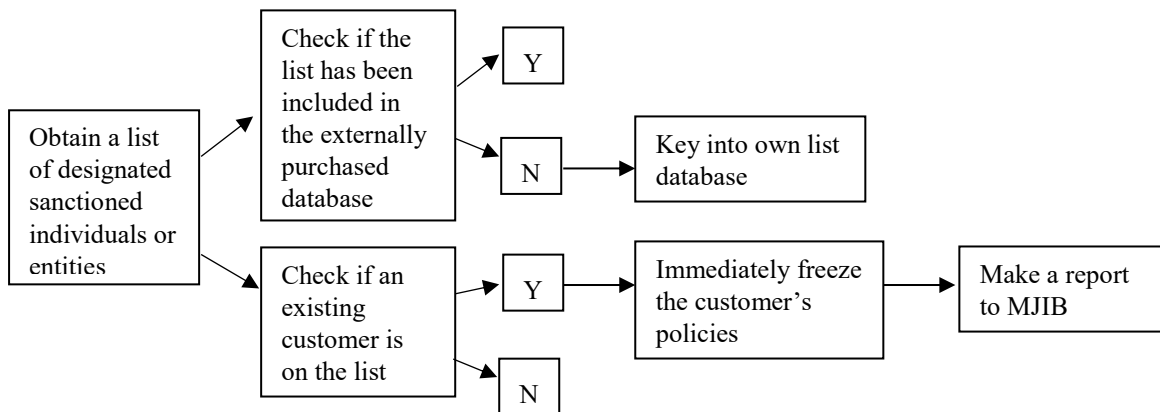 Obtain a list
of designated
sanctioned
individuals or
entities
Check if the
list has been
included in
the externally
purchased
database
Y
N
Key into own list
database
Check if an
existing
customer is
on the list
Y
Immediately freeze
the customer’s
policies
Make a report
to MJIB
N